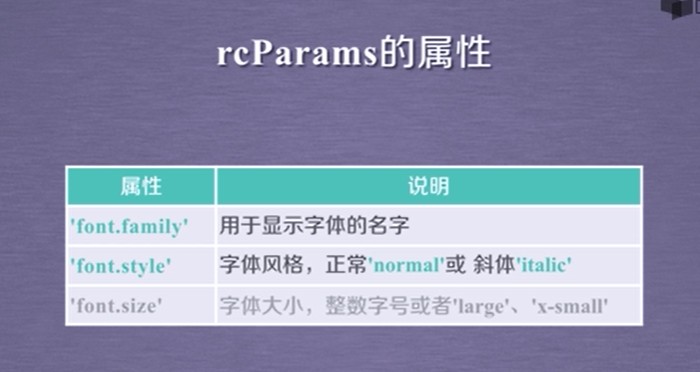 rcParams的属性
属性 说明
'font.family' 用于显示字体的名字
'font.style' 字体风格，正常'normal'或 斜体'italic'
'font.size' 字体大小，整数字号或者'large'、'x-small'